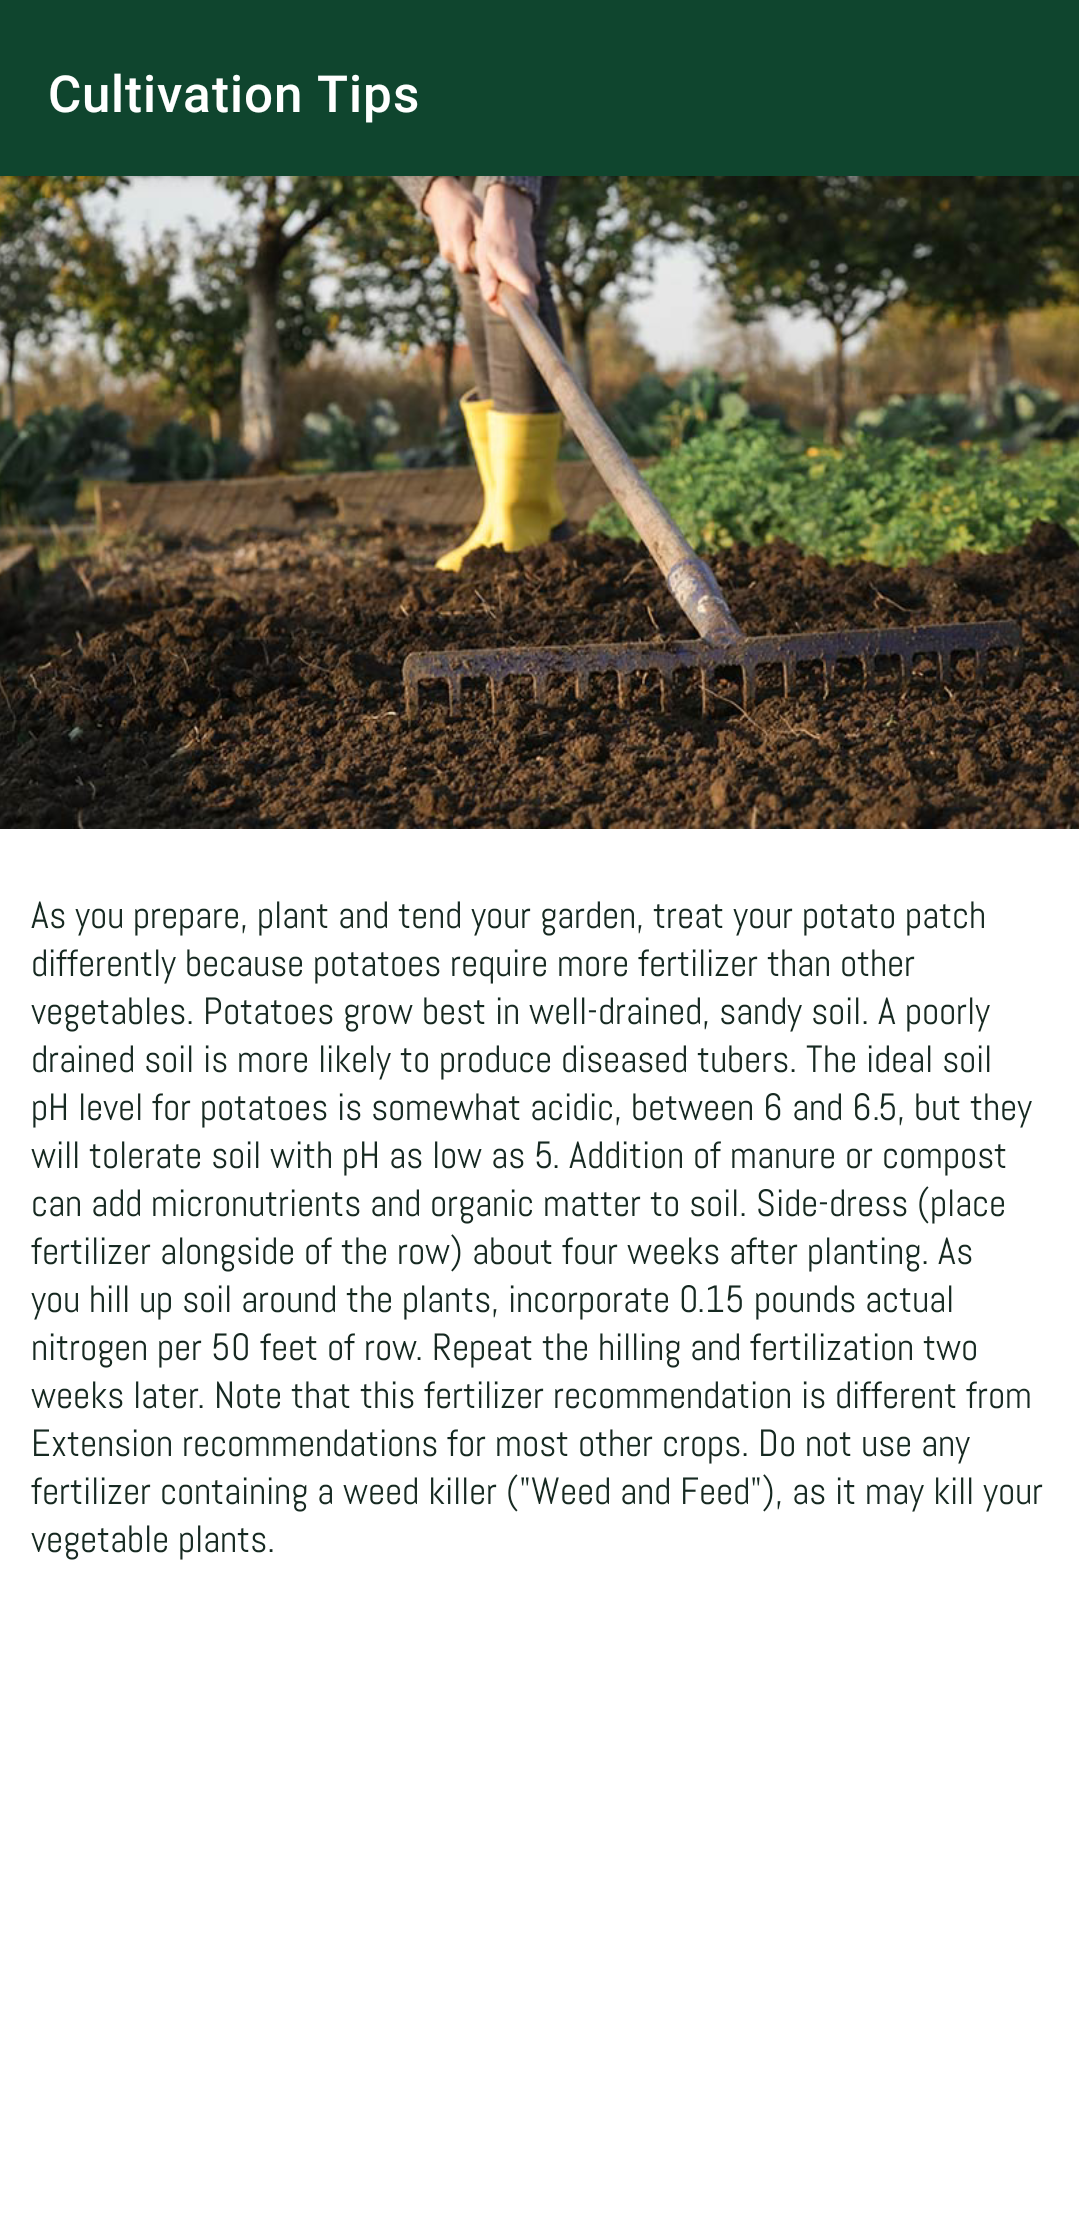 Cultivation Tips
As you prepare, plant and tend your garden, treat your potato patch
differently because potatoes require more fertilizer than other
vegetables. Potatoes grow best in well-drained, sandy soil. A poorly
drained soil is more likely to produce diseased tubers. The ideal soil
pH level for potatoes is somewhat acidic, between 6 and 6.5, but they
will tolerate soil with pH as low as 5. Addition of manure or compost
can add micronutrients and organic matter to soil. Side-dress (place
fertilizer alongside of the row) about four weeks after planting. As
you hill up soil around the plants, incorporate 0.15 pounds actual
nitrogen per 50 feet of row. Repeat the hilling and fertilization two
weeks later. Note that this fertilizer recommendation is different from
Extension recommendations for most other crops. Do not use any
fertilizer containing a weed killer ("Weed and Feed"), as it may kill your
vegetable plants.